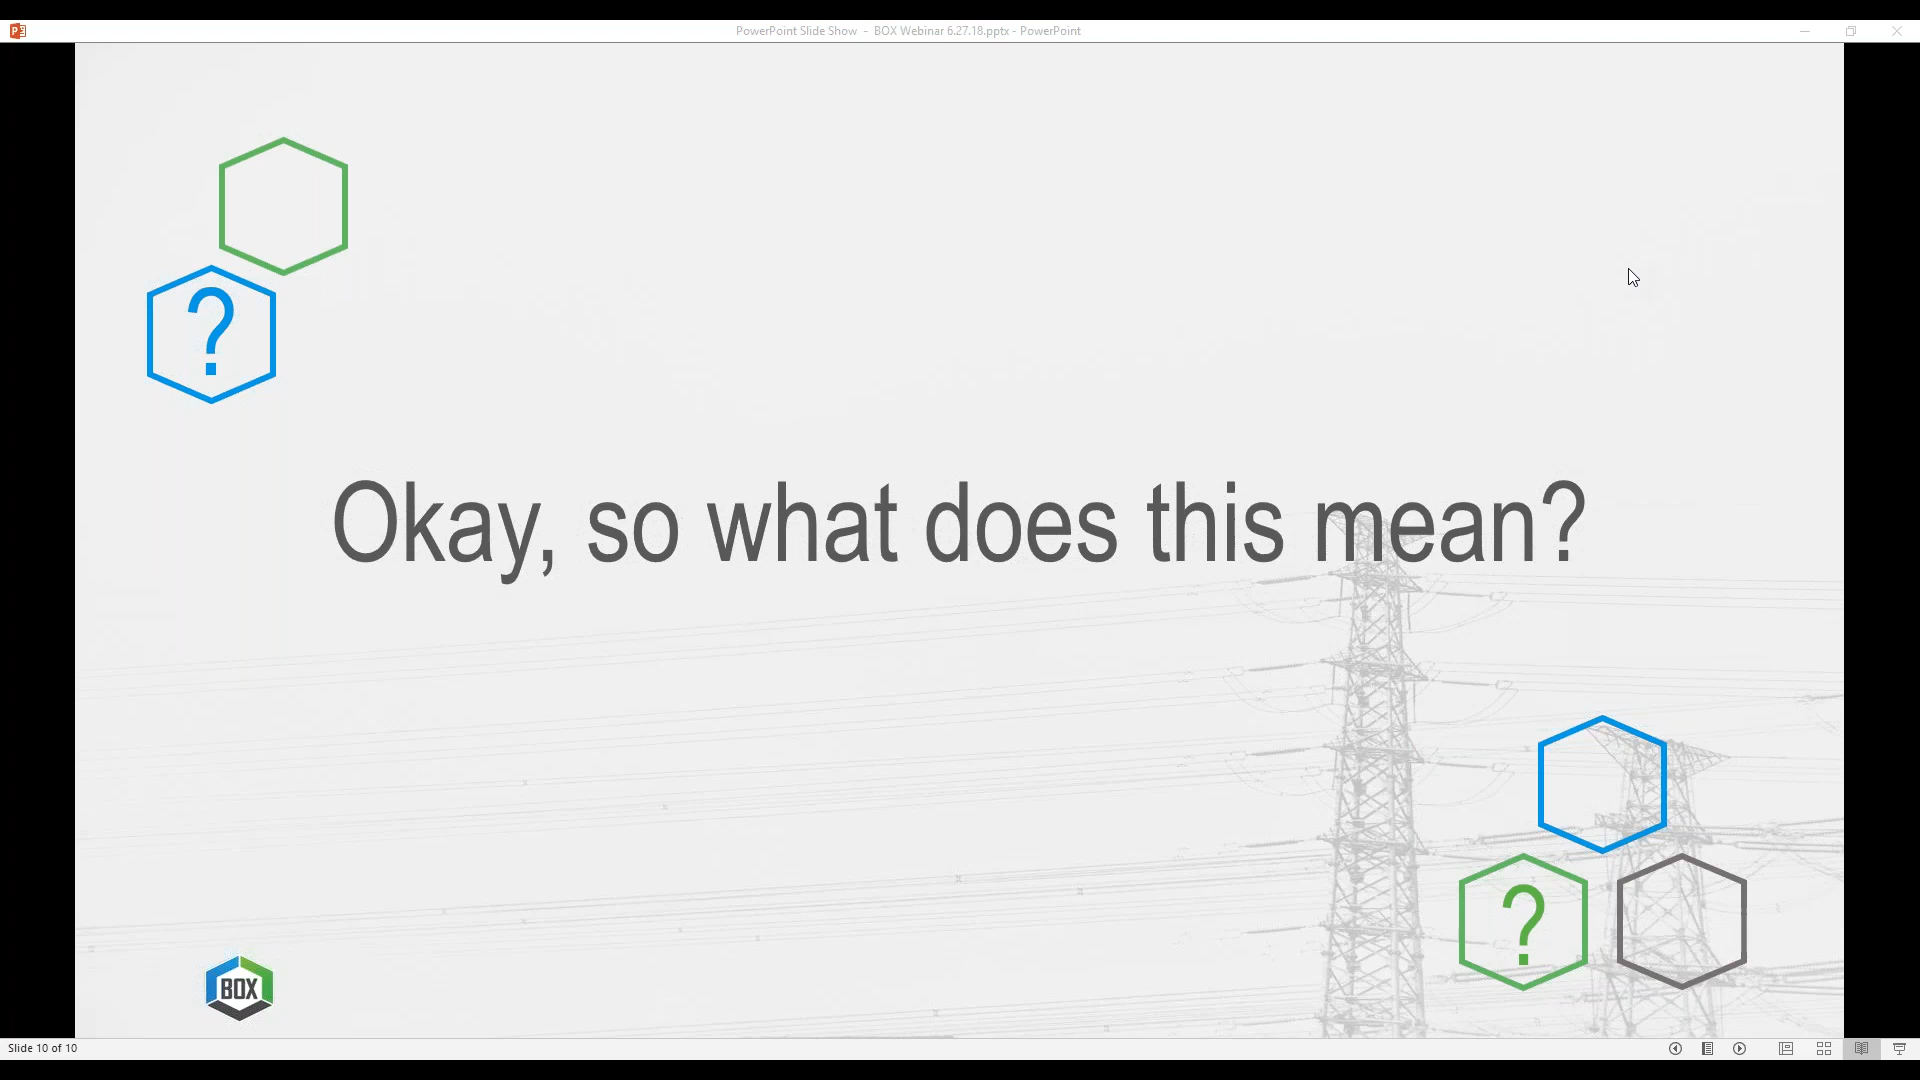 PowerPoint Slide Show - BOX Webinar 6.27.18.pptx - PowerPoint
?
Okay, so what does this mean?
?
BOX
Slide 10 of 10